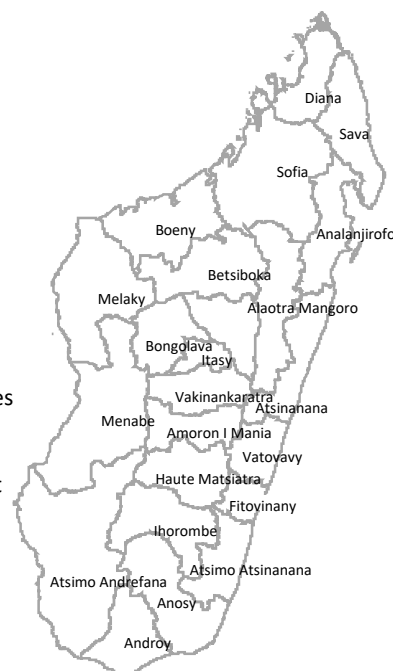 Diana
Sava
Sofia
Analanjirofo
Boeny
Betsiboka
Melaky
Alaotra Mangoro
Bongolava
Itasy
es
Vakinankaratra
Atsinanana
Menabe
Amoron I Mania
Vatovavy
Haute Matsiatra
Fitovinany
Ihorombe
Atsimo Atsinanana
Atsimo Andrefana
Anosy
Androy